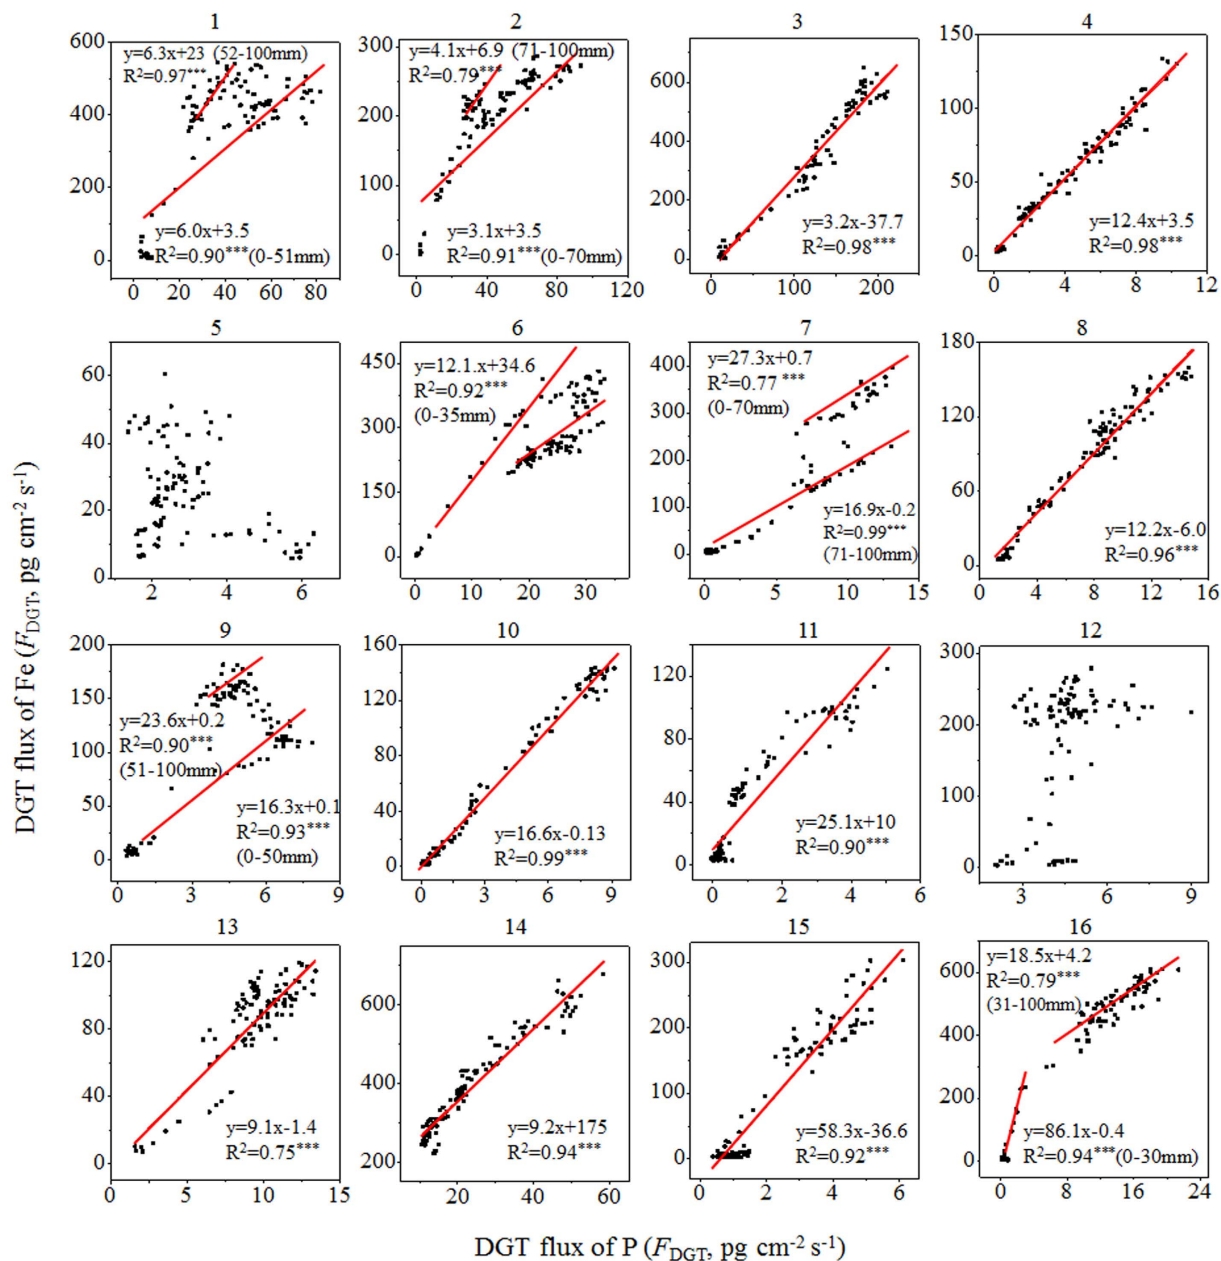 1
2
3
4
600
400
200
0
0 20 40 60 80
y=6.3x+23 (52-100mm)
R²=0.97***
y=6.0x+3.5
R²=0.90***(0-51mm)
300
200
100
0
0 40 80 120
y=4.1x+6.9 (71-100mm)
R²=0.79***
y=3.1x+3.5
R²=0.91***(0-70mm)
600
400
200
0
0 100 200
y=3.2x-37.7
R²=0.98***
150
100
50
0
0 4 8 12
y=12.4x+3.5
R²=0.98***
5
6
7
8
60
40
20
0
2 4 6
450
300
150
0
0 10 20 30
y=12.1.x+34.6
R²=0.92***
(0-35mm)
400
300
200
100
0
0 5 10 15
y=27.3x+0.7
R²=0.77 ***
(0-70mm)
y=16.9x-0.2
R²=0.99***
(71-100mm)
180
120
60
0
0 4 8 12 16
y=12.2x-6.0
R²=0.96***
9
10
11
12
200
150
100
50
0
0 3 6 9
y=23.6x+0.2
R²=0.90***
(51-100mm)
y=16.3x+0.1
R²=0.93***
(0-50mm)
160
120
80
40
0
0 3 6 9
y=16.6x-0.13
R²=0.99***
120
80
40
0
0 2 4 6
y=25.1x+10
R²=0.90***
300
200
100
0
3 6 9
13
14
15
16
120
80
40
0
0 5 10 15
y=9.1x-1.4
R²=0.75***
800
600
400
200
20 40 60
y=9.2x+175
R²=0.94***
300
200
100
0
0 2 4 6
y=58.3x-36.6
R²=0.92***
600
400
200
0
0 8 16 24
y=18.5x+4.2
R²=0.79***
(31-100mm)
y=86.1x-0.4
R²=0.94***(0-30mm)
DGT flux of Fe (F_DGT, pg cm⁻² s⁻¹)
DGT flux of P (F_DGT, pg cm⁻² s⁻¹)